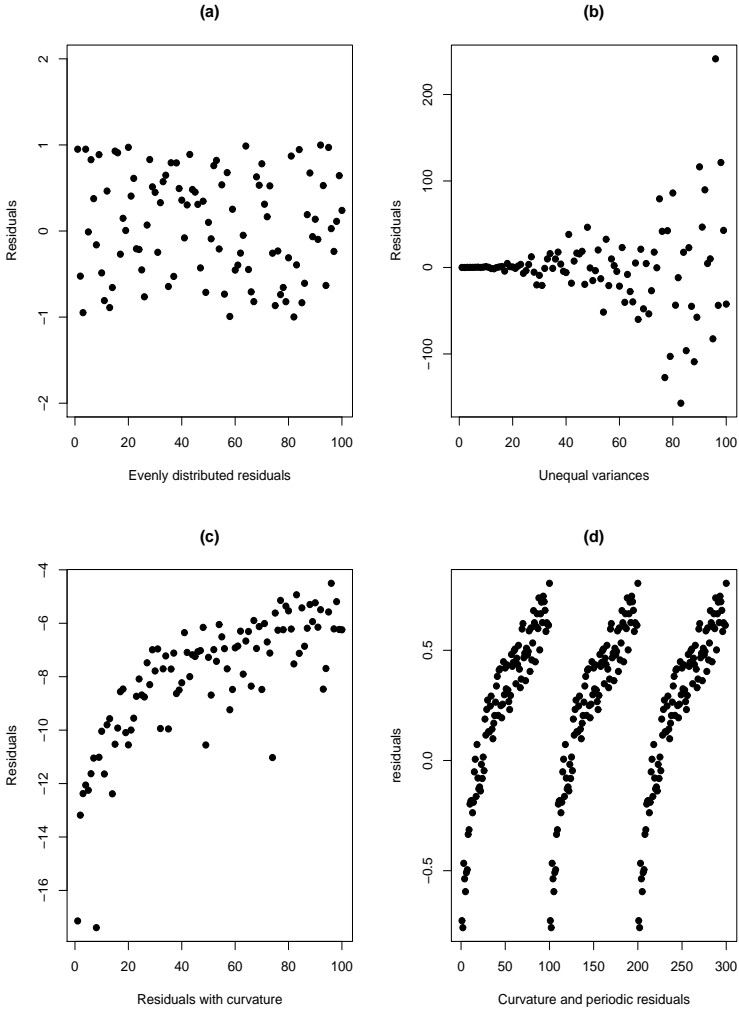 (a)
Residuals
2
1
0
−1
−2
0 20 40 60 80 100
Evenly distributed residuals
(b)
Residuals
200
100
0
−100
0 20 40 60 80 100
Unequal variances
(c)
Residuals
−4
−6
−8
−10
−12
−14
−16
0 20 40 60 80 100
Residuals with curvature
(d)
residuals
0.5
0.0
−0.5
0 50 100 150 200 250 300
Curvature and periodic residuals